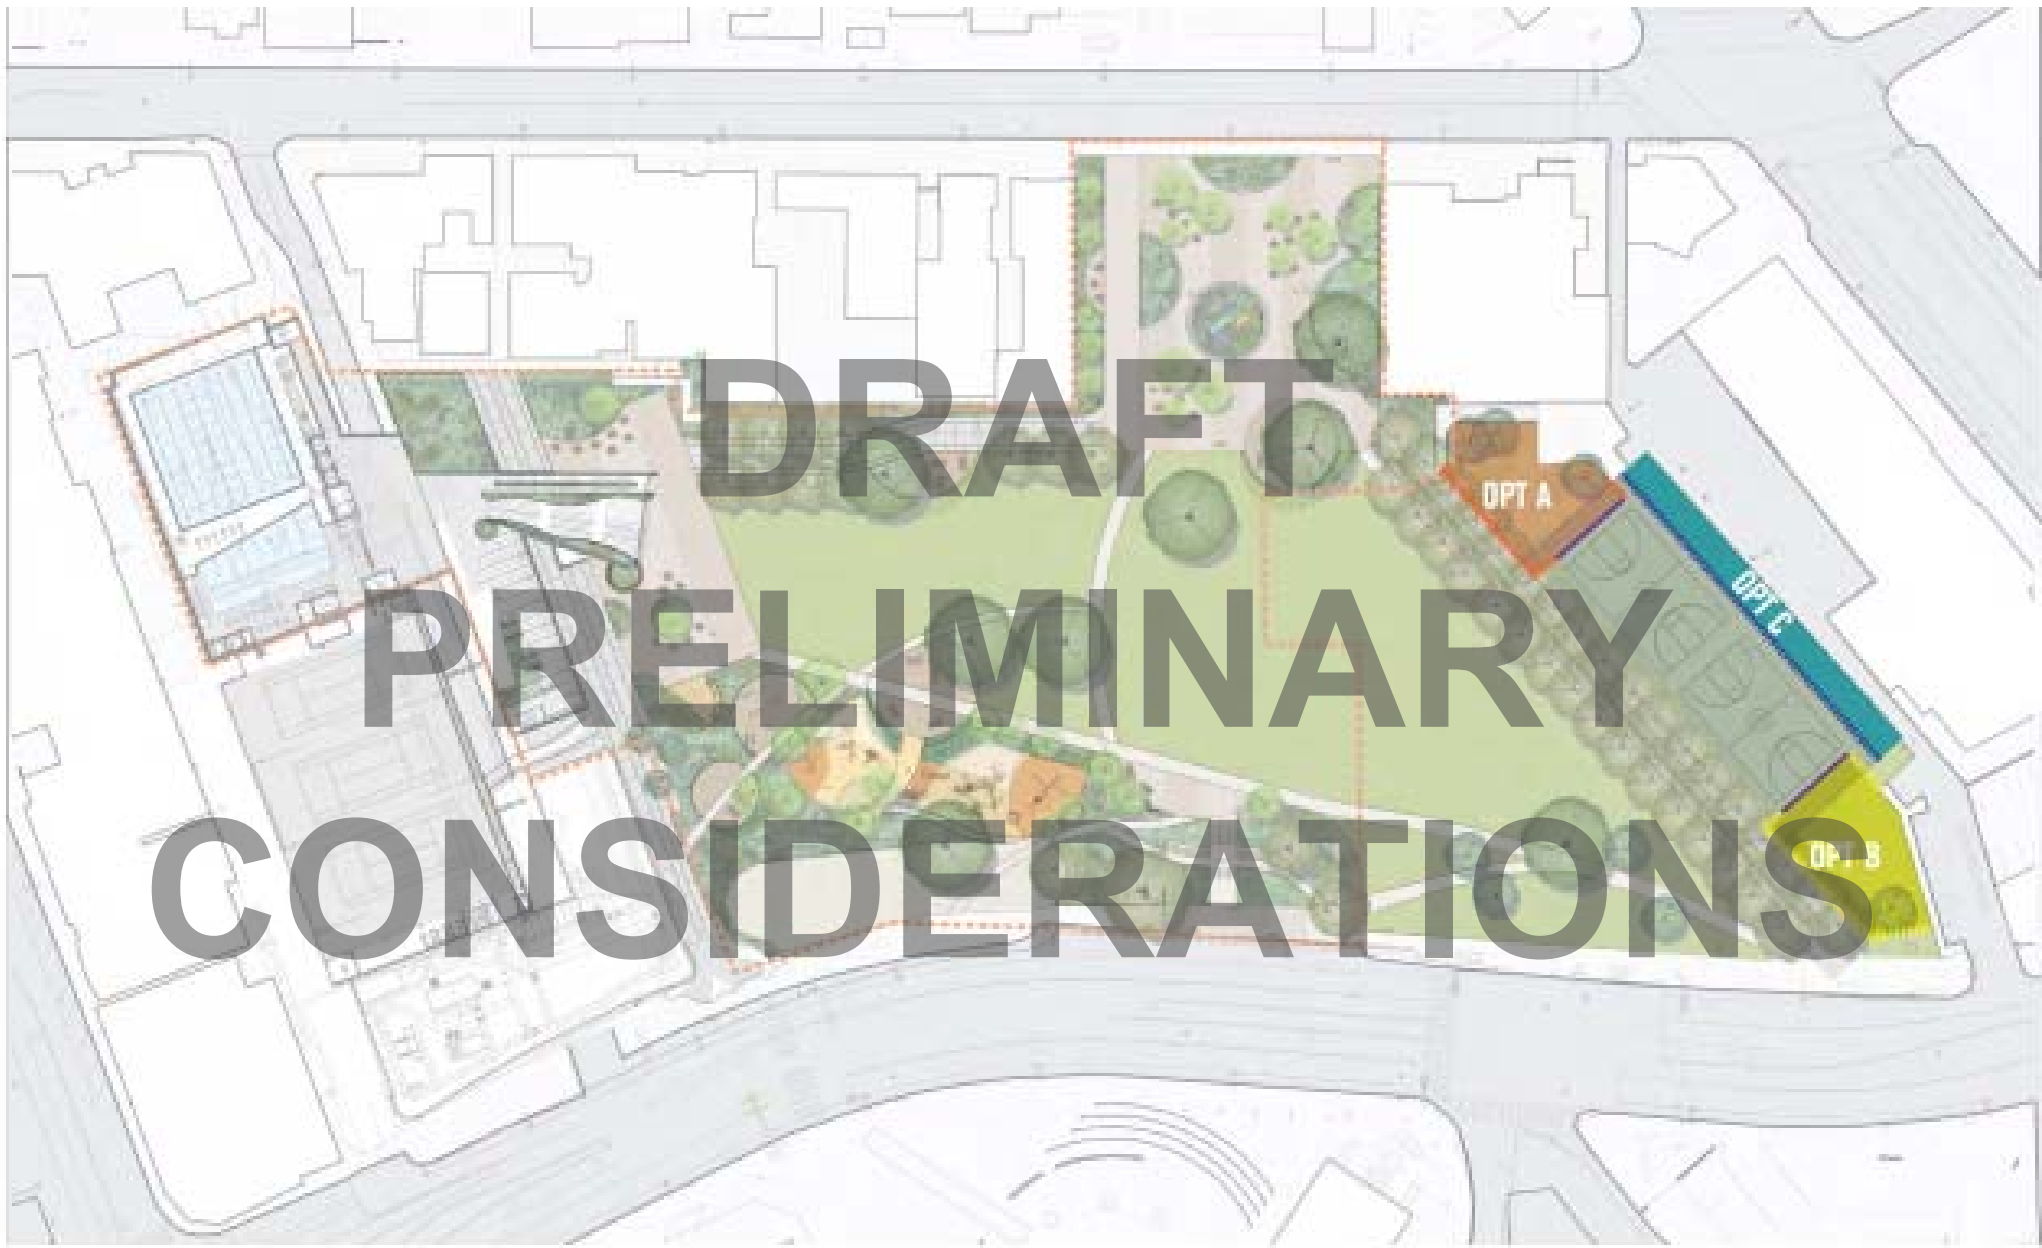 DRAFT
OPT A
PRELIMINARY
OPT C
CONSIDERATIONS
OPT B